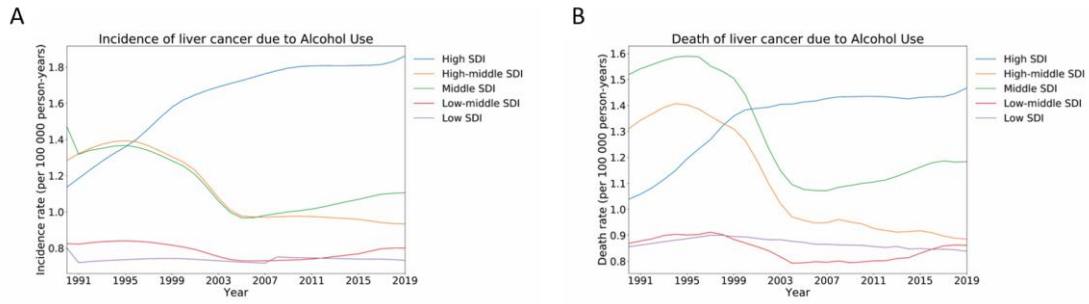 A
Incidence of liver cancer due to Alcohol Use
Incidence rate (per 100 000 person-years)
1.8
1.6
1.4
1.2
1.0
0.8
1991
1995
1999
2003
2007
2011
2015
2019
Year
High SDI
High-middle SDI
Middle SDI
Low-middle SDI
Low SDI
B
Death of liver cancer due to Alcohol Use
Death rate (per 100 000 person-years)
1.6
1.5
1.4
1.3
1.2
1.1
1.0
0.9
0.8
1991
1995
1999
2003
2007
2011
2015
2019
Year
High SDI
High-middle SDI
Middle SDI
Low-middle SDI
Low SDI